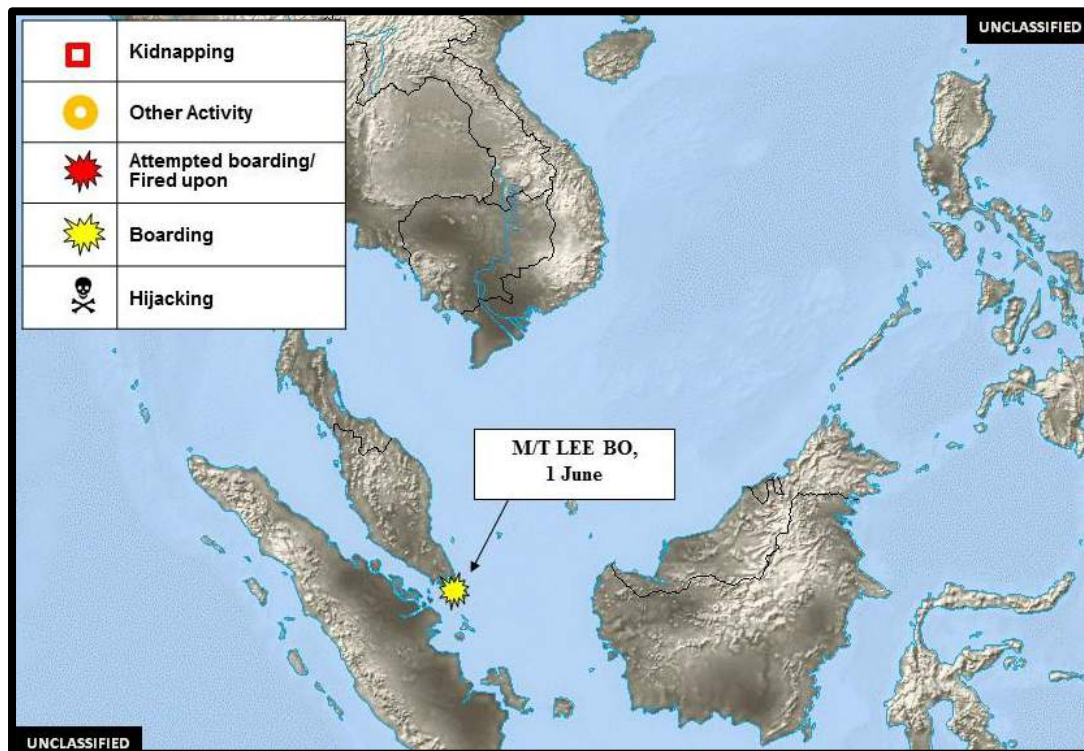 UNCLASSIFIED
Kidnapping
Other Activity
Attempted boarding/
Fired upon
Boarding
Hijacking
M/T LEE BO,
1 June
UNCLASSIFIED